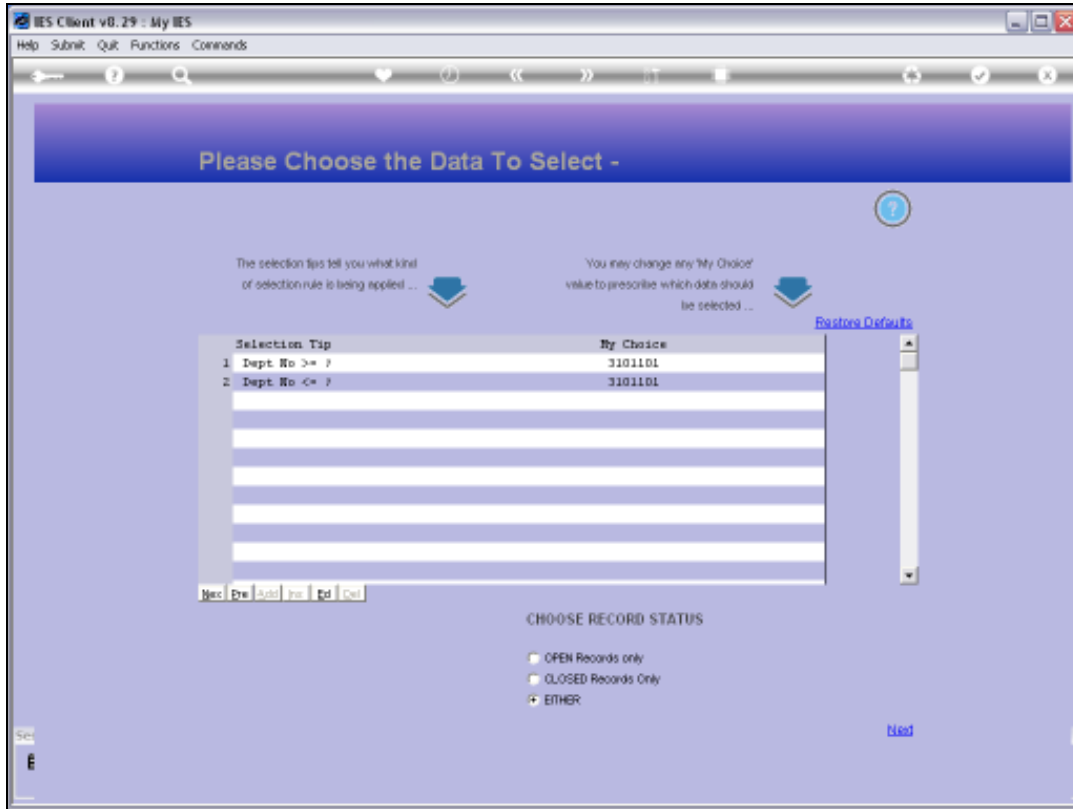 IES Client v8.29 : My IES
Help Submit Quit Functions Commands
Please Choose the Data To Select -
The selection tips tell you what kind
of selection rule is being applied ...
You may change any 'My Choice'
value to prescribe which data should
be selected ...
Restore Defaults
Selection Tip My Choice
1 Dept No >= ? 3101101
2 Dept No <= ? 3101101
Nex Pre Add Ins Ed Del
CHOOSE RECORD STATUS
OPEN Records only
CLOSED Records Only
EITHER
Next
Se